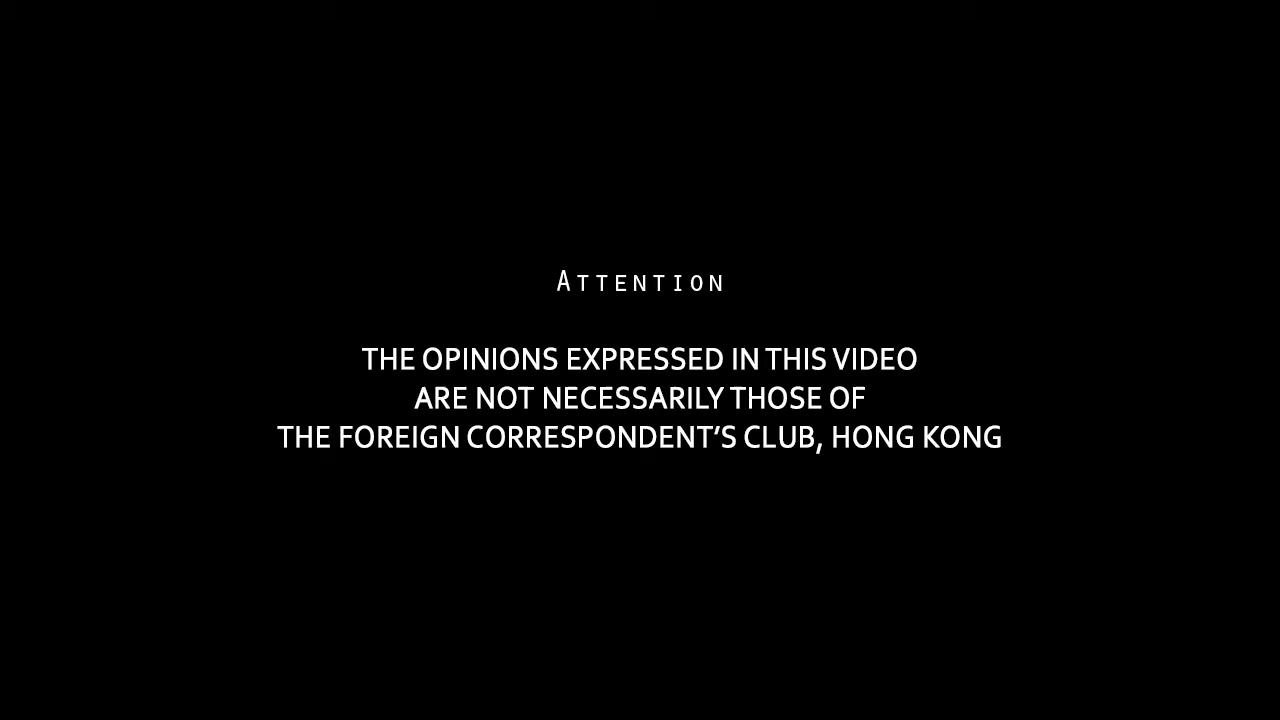 Attention
THE OPINIONS EXPRESSED IN THIS VIDEO
ARE NOT NECESSARILY THOSE OF
THE FOREIGN CORRESPONDENT’S CLUB, HONG KONG